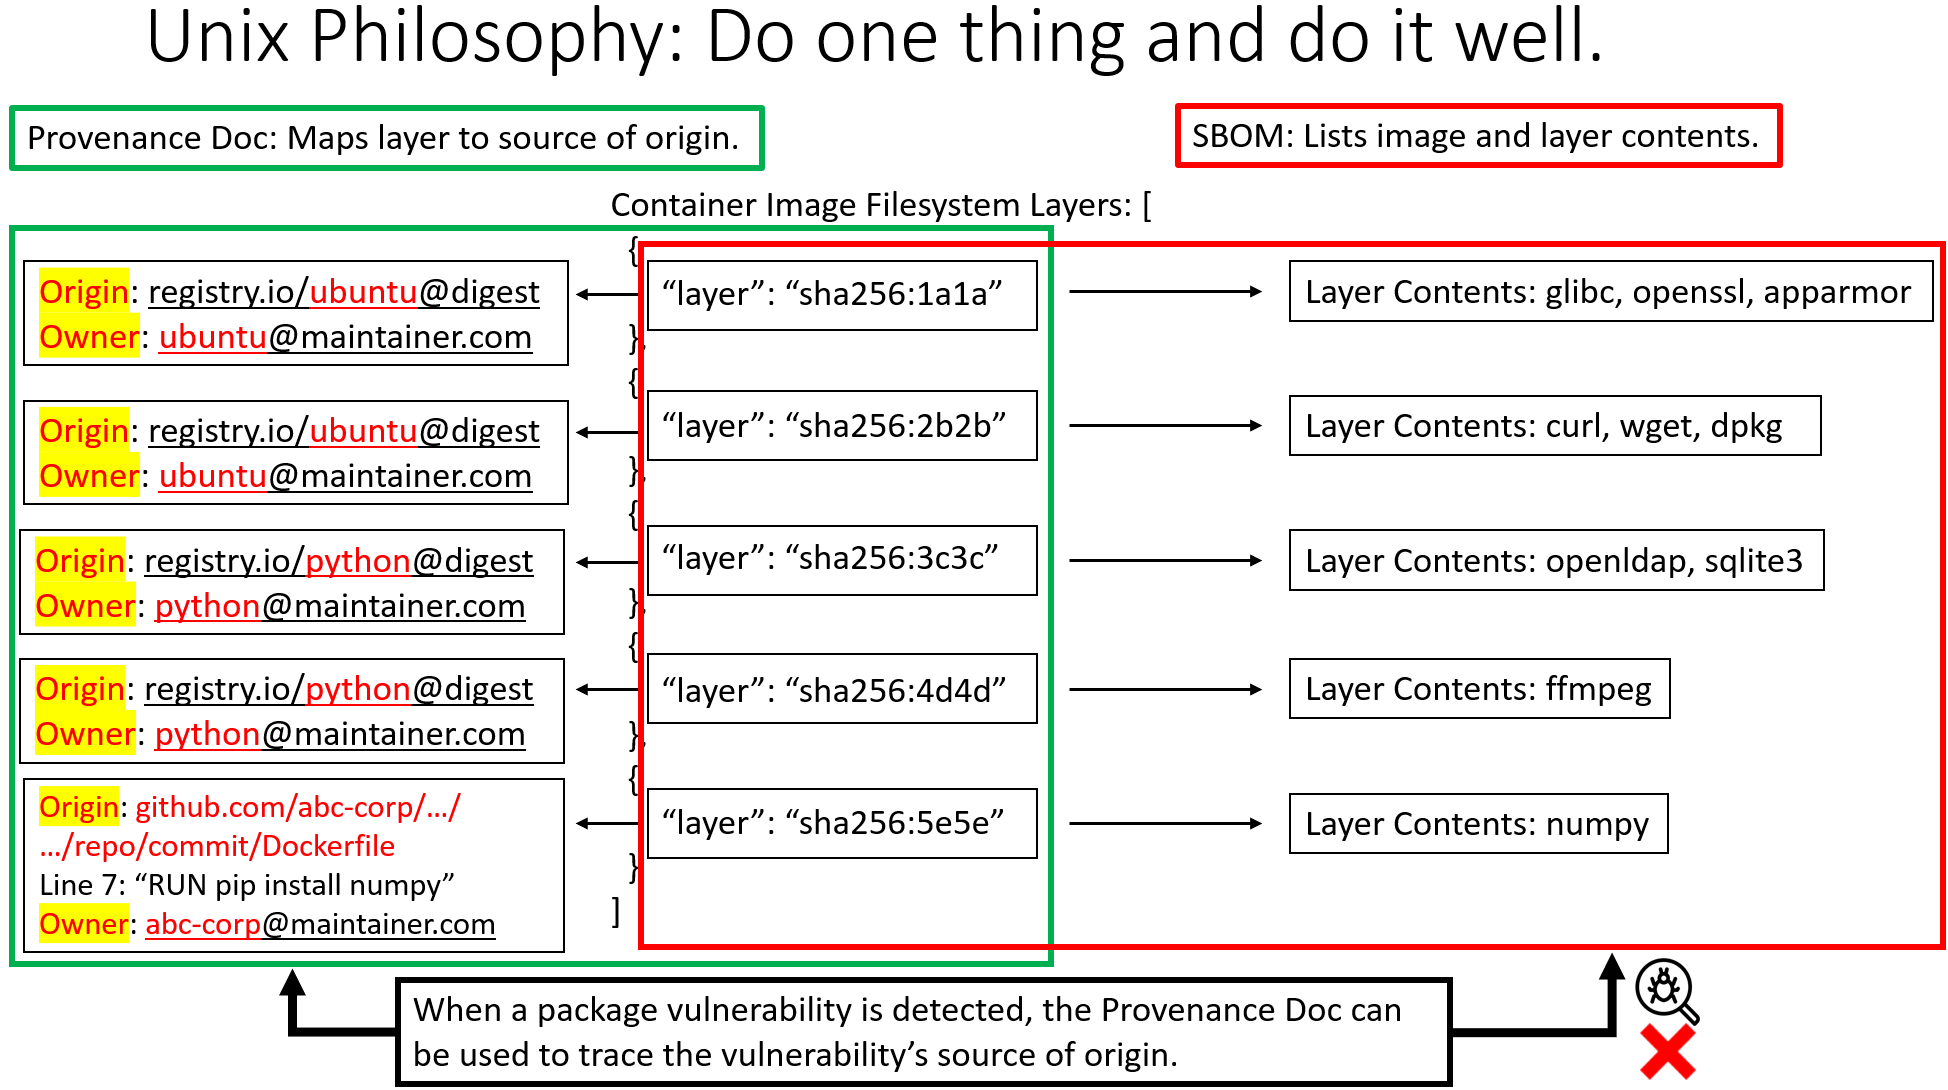 Unix Philosophy: Do one thing and do it well.
Provenance Doc: Maps layer to source of origin.
SBOM: Lists image and layer contents.
Container Image Filesystem Layers: [
{
Origin: registry.io/ubuntu@digest
Owner: ubuntu@maintainer.com
“layer”: “sha256:1a1a”
Layer Contents: glibc, openssl, apparmor
},
{
Origin: registry.io/ubuntu@digest
Owner: ubuntu@maintainer.com
“layer”: “sha256:2b2b”
Layer Contents: curl, wget, dpkg
},
{
Origin: registry.io/python@digest
Owner: python@maintainer.com
“layer”: “sha256:3c3c”
Layer Contents: openldap, sqlite3
},
{
Origin: registry.io/python@digest
Owner: python@maintainer.com
“layer”: “sha256:4d4d”
Layer Contents: ffmpeg
},
{
Origin: github.com/abc-corp/.../
.../repo/commit/Dockerfile
Line 7: “RUN pip install numpy”
Owner: abc-corp@maintainer.com
“layer”: “sha256:5e5e”
Layer Contents: numpy
}
]
When a package vulnerability is detected, the Provenance Doc can
be used to trace the vulnerability’s source of origin.